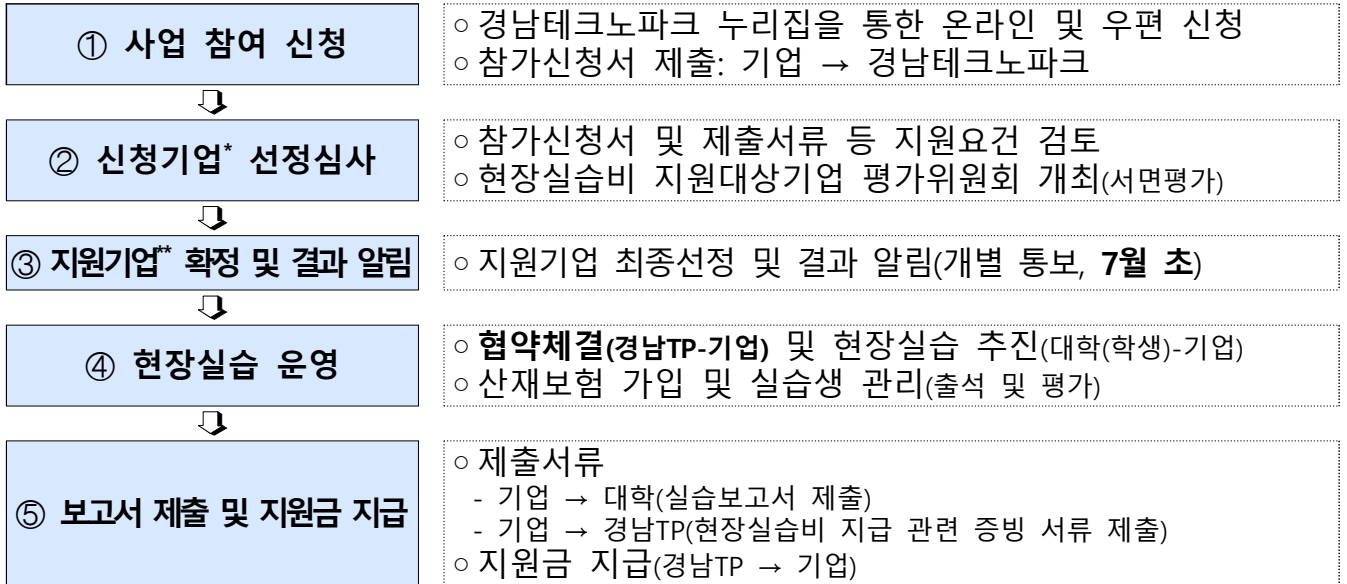 ① 사업 참여 신청
○ 경남테크노파크 누리집을 통한 온라인 및 우편 신청
○ 참가신청서 제출: 기업 → 경남테크노파크
② 신청기업* 선정심사
○ 참가신청서 및 제출서류 등 지원요건 검토
○ 현장실습비 지원대상기업 평가위원회 개최(서면평가)
③ 지원기업** 확정 및 결과 알림
○ 지원기업 최종선정 및 결과 알림(개별 통보, 7월 초)
④ 현장실습 운영
○ 협약체결(경남TP-기업) 및 현장실습 추진(대학(학생)-기업)
○ 산재보험 가입 및 실습생 관리(출석 및 평가)
⑤ 보고서 제출 및 지원금 지급
○ 제출서류
- 기업 → 대학(실습보고서 제출)
- 기업 → 경남TP(현장실습비 지급 관련 증빙 서류 제출)
○ 지원금 지급(경남TP → 기업)